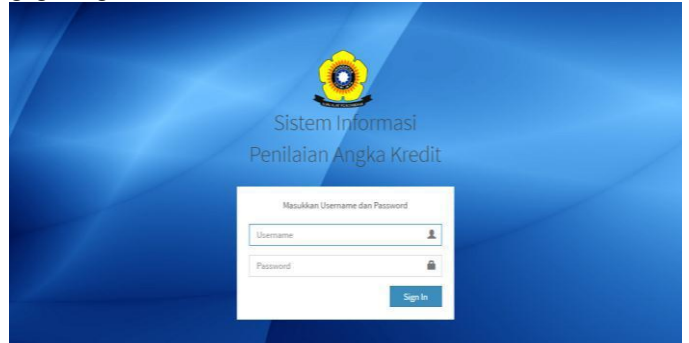 Sistem Informasi
Penilaian Angka Kredit
Masukkan Username dan Password
Username
Password
Sign In